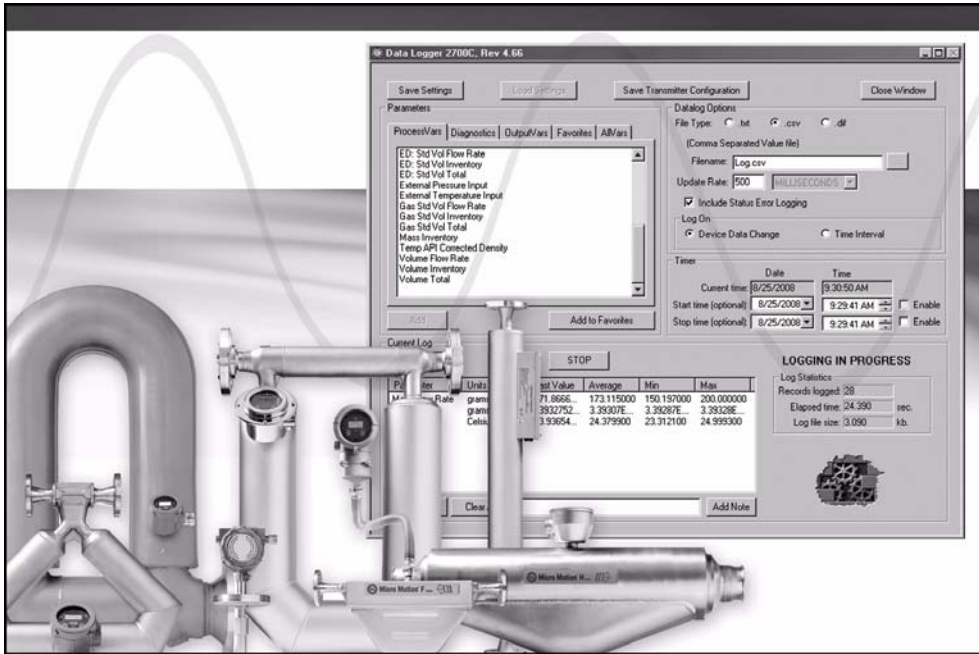 Data Logger 2700C, Rev 4.66
Save Settings
Load Settings
Save Transmitter Configuration
Close Window
Parameters
ProcessVars Diagnostics OutputVars Favorites AllVars
ED: Std Vol Flow Rate
ED: Std Vol Inventory
ED: Std Vol Total
External Pressure Input
External Temperature Input
Gas Std Vol Flow Rate
Gas Std Vol Inventory
Gas Std Vol Total
Mass Inventory
Temp API Corrected Density
Volume Flow Rate
Volume Inventory
Volume Total
Add
Add to Favorites
Datalog Options
File Type: .txt .csv .dif
(Comma Separated Value file)
Filename: Log.csv
Update Rate: 500 MILLISECONDS
Include Status Error Logging
Log On
Device Data Change Time Interval
Timer
Date Time
Current time: 8/25/2008 9:30:50 AM
Start time (optional): 8/25/2008 9:29:41 AM Enable
Stop time (optional): 8/25/2008 9:29:41 AM Enable
Current Log
STOP
Units Value Average Min Max
Rate 173.115000 150.197000 200.000000
3.39307E... 3.39287E... 3.39328E...
24.379900 23.312100 24.999300
Clear
Add Note
LOGGING IN PROGRESS
Log Statistics
Records logged: 28
Elapsed time: 24.390 sec.
Log file size: 3.090 kb.
Micro Motion F
Micro Motion H